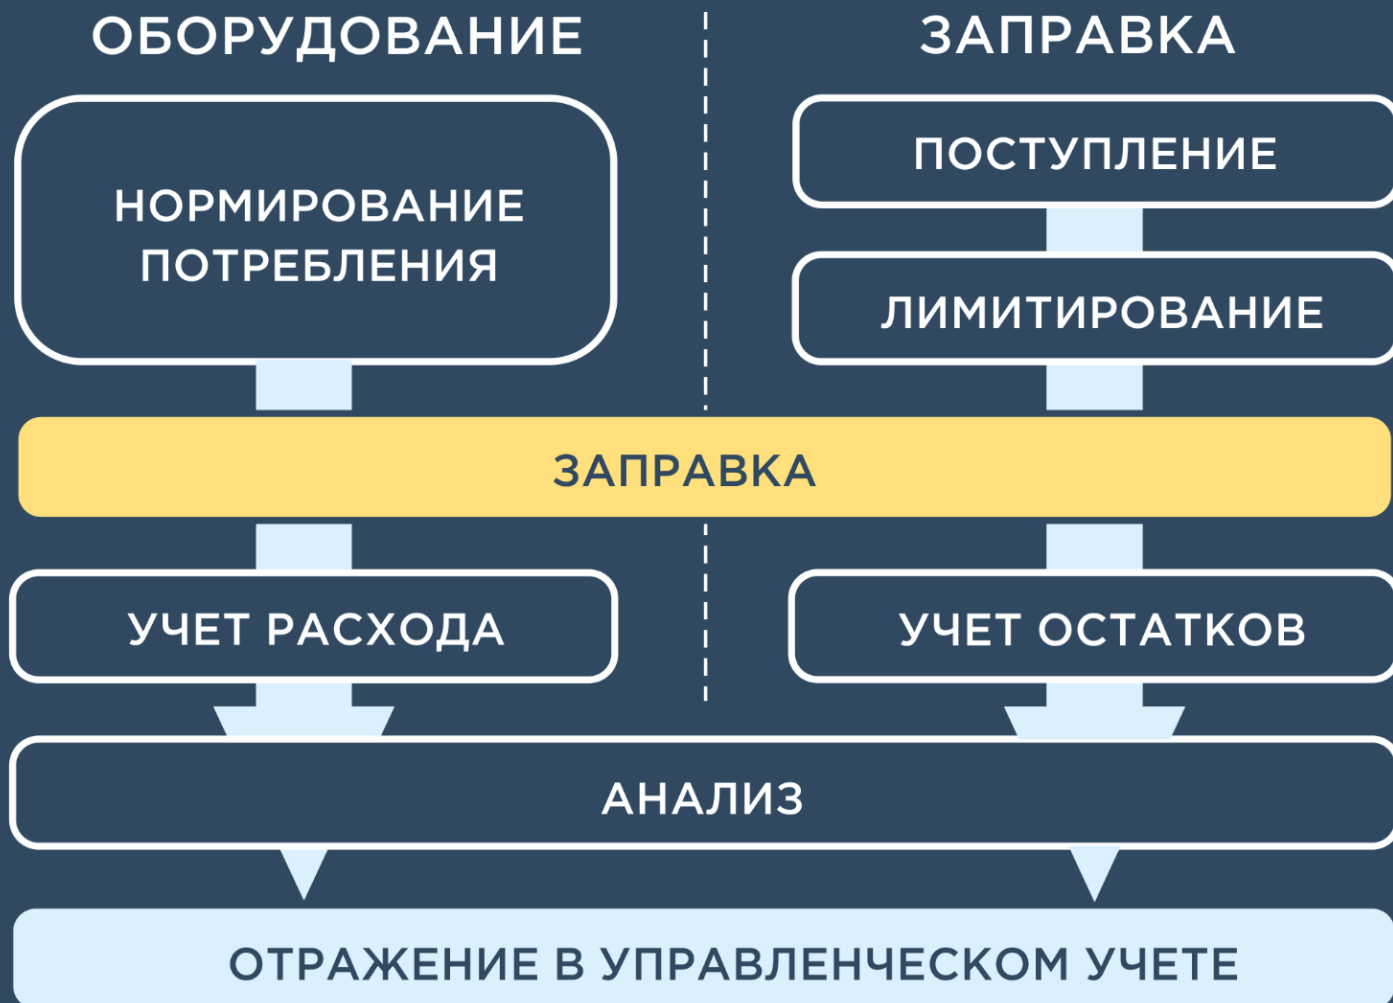 ОБОРУДОВАНИЕ
ЗАПРАВКА
НОРМИРОВАНИЕ
ПОТРЕБЛЕНИЯ
ПОСТУПЛЕНИЕ
ЛИМИТИРОВАНИЕ
ЗАПРАВКА
УЧЕТ РАСХОДА
УЧЕТ ОСТАТКОВ
АНАЛИЗ
ОТРАЖЕНИЕ В УПРАВЛЕНЧЕСКОМ УЧЕТЕ